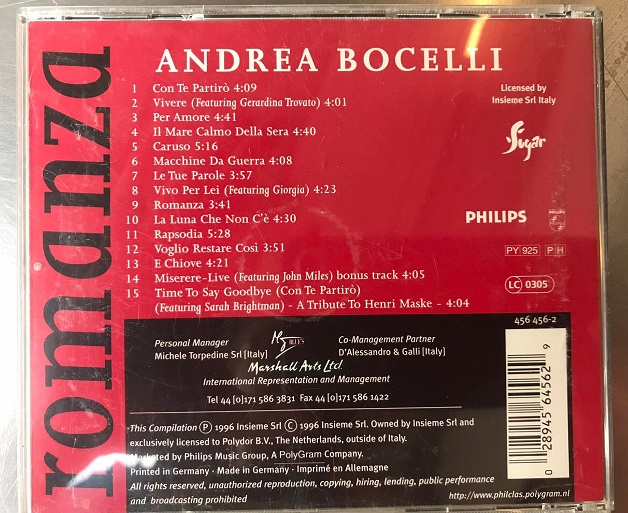 romanza
ANDREA BOCELLI
1 Con Te Partirò 4:09
2 Vivere (Featuring Gerardina Trovato) 4:01
3 Per Amore 4:41
4 Il Mare Calmo Della Sera 4:40
5 Caruso 5:16
6 Macchine Da Guerra 4:08
7 Le Tue Parole 3:57
8 Vivo Per Lei (Featuring Giorgia) 4:23
9 Romanza 3:41
10 La Luna Che Non C'è 4:30
11 Rapsodia 5:28
12 Voglio Restare Così 3:51
13 E Chiove 4:21
14 Miserere-Live (Featuring John Miles) bonus track 4:05
15 Time To Say Goodbye (Con Te Partirò)
(Featuring Sarah Brightman) - A Tribute To Henri Maske - 4:04
Licensed by
Insieme Srl Italy
Sugar
PHILIPS
PHILIPS
PY 925 P H
LC 0305
456 456-2
Personal Manager
Michele Torpedine Srl [Italy]
Co-Management Partner
D'Alessandro & Galli [Italy]
Marshall Arts Ltd.
International Representation and Management
Tel 44 [0]171 586 3831 Fax 44 [0]171 586 1422
This Compilation Ⓟ 1996 Insieme Srl Ⓒ 1996 Insieme Srl. Owned by Insieme Srl and
exclusively licensed to Polydor B.V., The Netherlands, outside of Italy.
Marketed by Philips Music Group, A PolyGram Company.
Printed in Germany · Made in Germany · Imprimé en Allemagne
All rights reserved, unauthorized reproduction, copying, hiring, lending, public performance
and broadcasting prohibited
http://www.philclas.polygram.nl
0 28945 64562 9